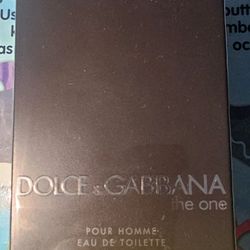 DOLCE & GABBANA
the one
POUR HOMME
EAU DE TOILETTE